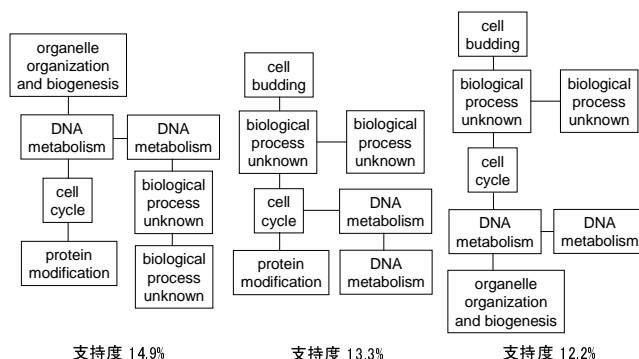 organelle
organization
and biogenesis
DNA
metabolism
DNA
metabolism
cell
cycle
biological
process
unknown
protein
modification
biological
process
unknown
支持度 14.9%
cell
budding
biological
process
unknown
biological
process
unknown
cell
cycle
DNA
metabolism
protein
modification
DNA
metabolism
支持度 13.3%
cell
budding
biological
process
unknown
biological
process
unknown
cell
cycle
DNA
metabolism
DNA
metabolism
organelle
organization
and biogenesis
支持度 12.2%